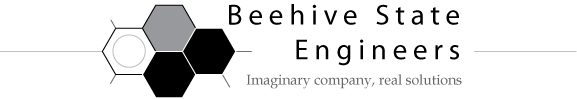 Beehive State
Engineers
Imaginary company, real solutions